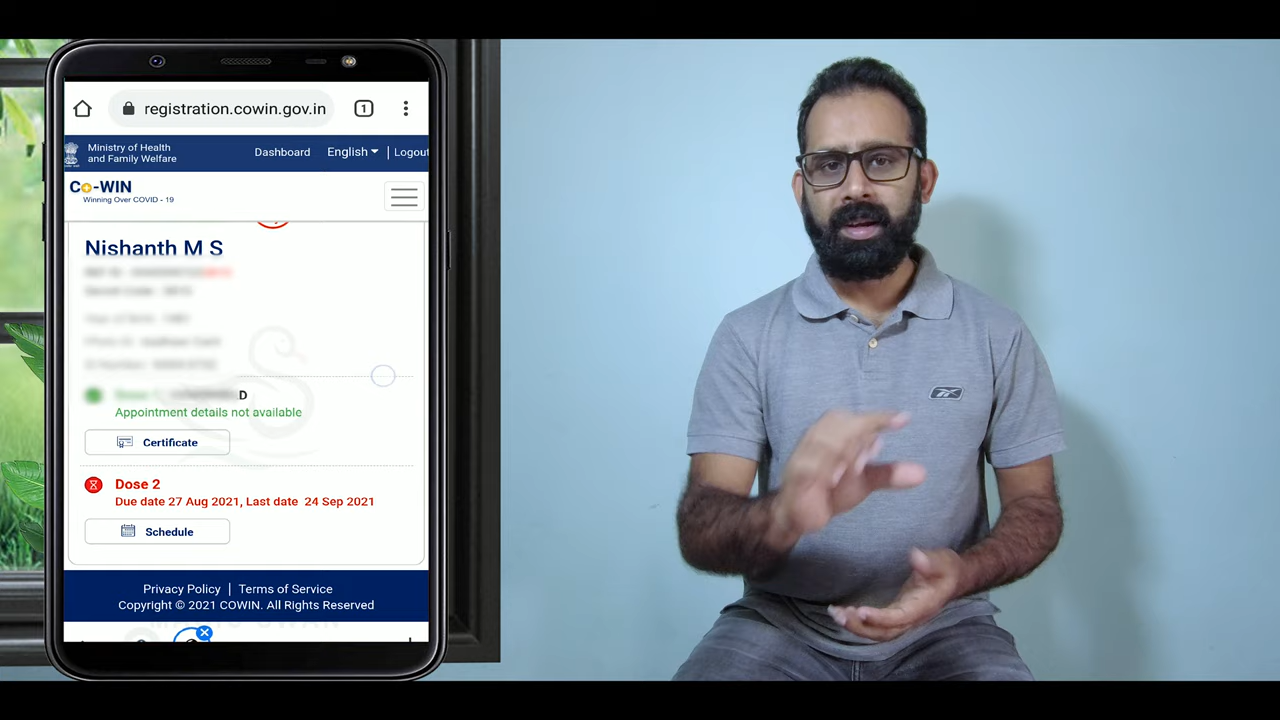 registration.cowin.gov.in
1
Ministry of Health
and Family Welfare
Dashboard
English
Logout
Co-WIN
Winning Over COVID - 19
Nishanth M S
D
Appointment details not available
Certificate
Dose 2
Due date 27 Aug 2021, Last date 24 Sep 2021
Schedule
Privacy Policy | Terms of Service
Copyright © 2021 COWIN. All Rights Reserved